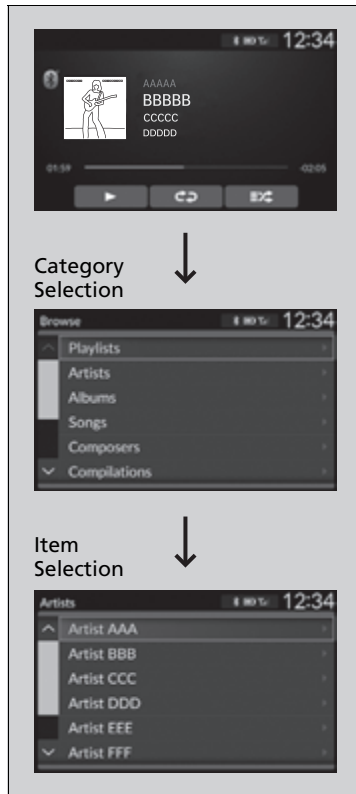 12:34
AAAAA
BBBBB
CCCCC
DDDDD
01:59
-02:05
Category
Selection
Browse
12:34
Playlists
Artists
Albums
Songs
Composers
Compilations
Item
Selection
Artists
12:34
Artist AAA
Artist BBB
Artist CCC
Artist DDD
Artist EEE
Artist FFF